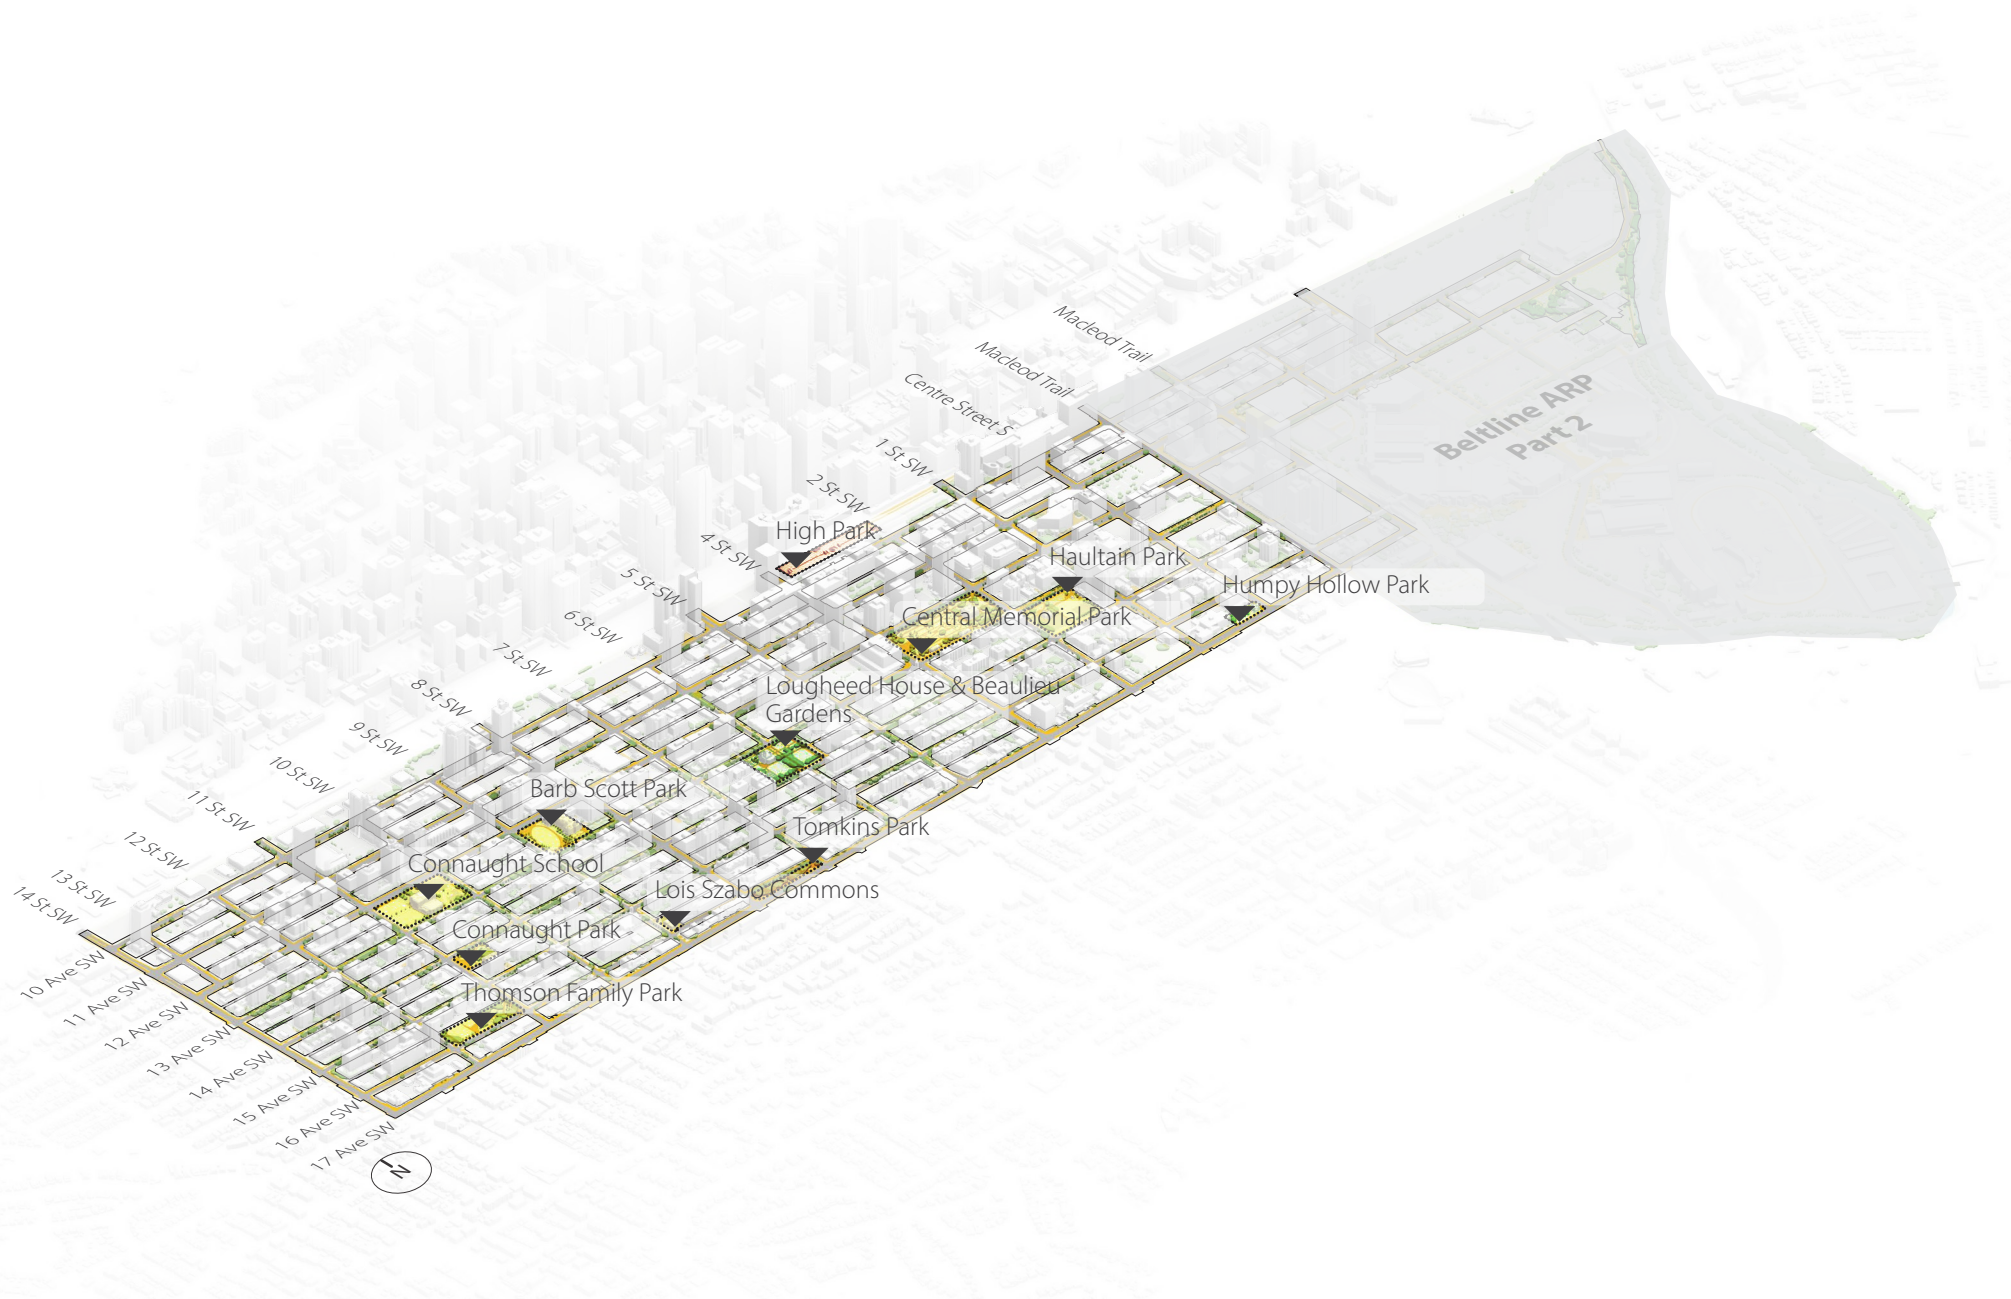 Macleod Trail
Macleod Trail
Centre Street S
1 St SW
2 St SW
4 St SW
5 St SW
6 St SW
7 St SW
8 St SW
9 St SW
10 St SW
11 St SW
12 St SW
13 St SW
14 St SW
Beltline ARP
Part 2
High Park
Haultain Park
Humpy Hollow Park
Central Memorial Park
Lougheed House & Beaulieu
Gardens
Barb Scott Park
Tomkins Park
Connaught School
Lois Szabo Commons
Connaught Park
Thomson Family Park
10 Ave SW
11 Ave SW
12 Ave SW
13 Ave SW
14 Ave SW
15 Ave SW
16 Ave SW
17 Ave SW
N